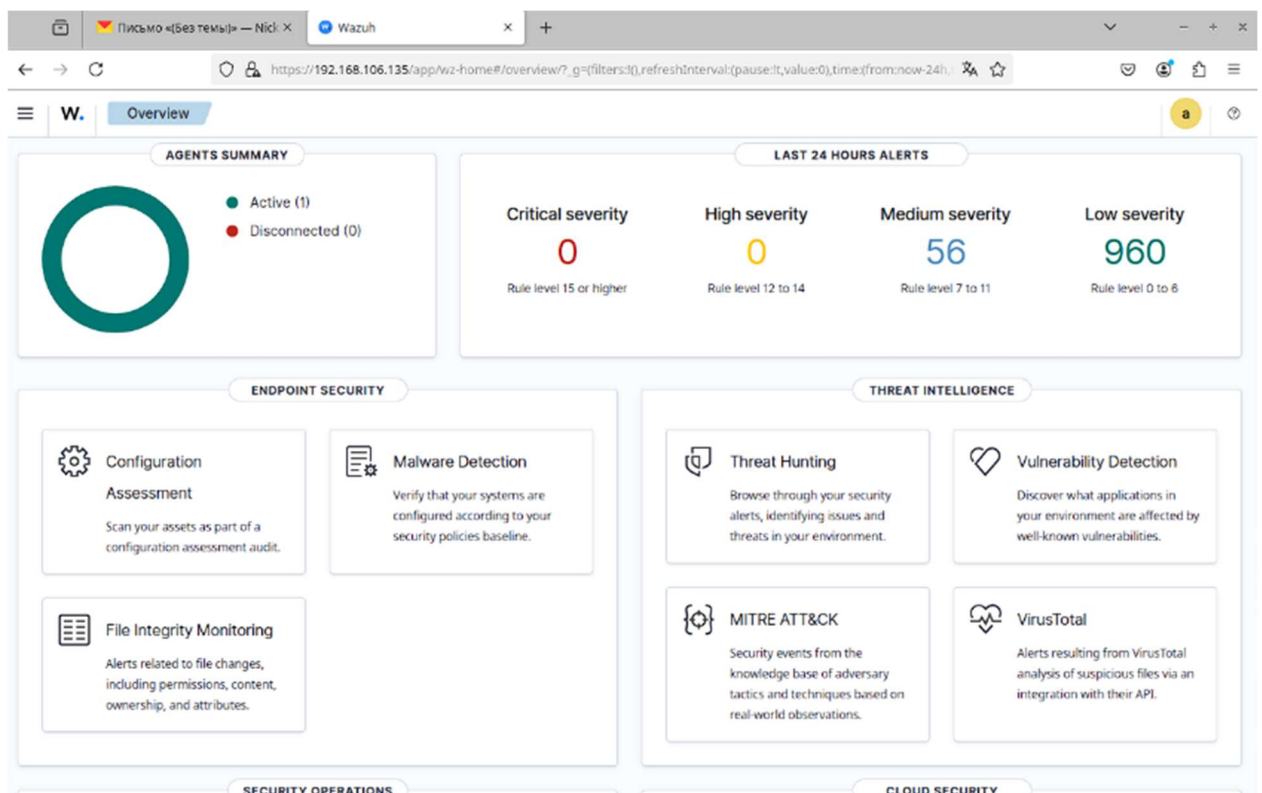 Письмо «(Без темы)» — Nick
Wazuh
https://192.168.106.135/app/wz-home#/overview/?_g=(filters:!(),refreshInterval:(pause:!t,value:0),time:(from:now-24h,
W.
Overview
a
AGENTS SUMMARY
Active (1)
Disconnected (0)
LAST 24 HOURS ALERTS
Critical severity
0
Rule level 15 or higher
High severity
0
Rule level 12 to 14
Medium severity
56
Rule level 7 to 11
Low severity
960
Rule level 0 to 6
ENDPOINT SECURITY
Configuration
Assessment
Scan your assets as part of a
configuration assessment audit.
Malware Detection
Verify that your systems are
configured according to your
security policies baseline.
File Integrity Monitoring
Alerts related to file changes,
including permissions, content,
ownership, and attributes.
THREAT INTELLIGENCE
Threat Hunting
Browse through your security
alerts, identifying issues and
threats in your environment.
Vulnerability Detection
Discover what applications in
your environment are affected by
well-known vulnerabilities.
MITRE ATT&CK
Security events from the
knowledge base of adversary
tactics and techniques based on
real-world observations.
VirusTotal
Alerts resulting from VirusTotal
analysis of suspicious files via an
integration with their API.
SECURITY OPERATIONS
CLOUD SECURITY